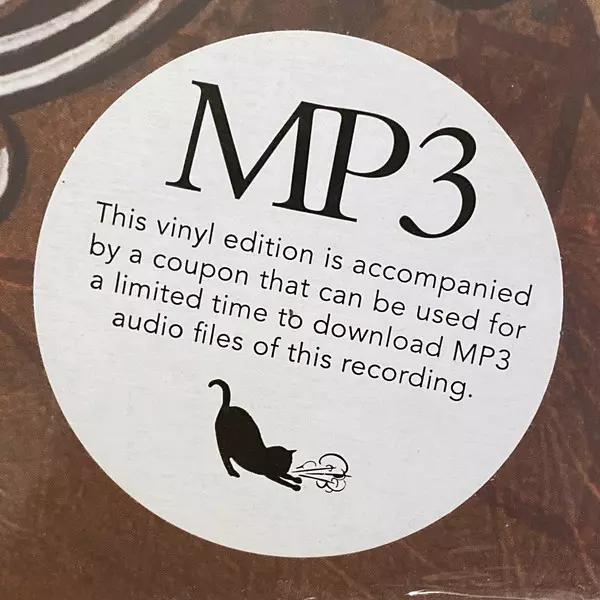 MP3
This vinyl edition is accompanied
by a coupon that can be used for
a limited time to download MP3
audio files of this recording.